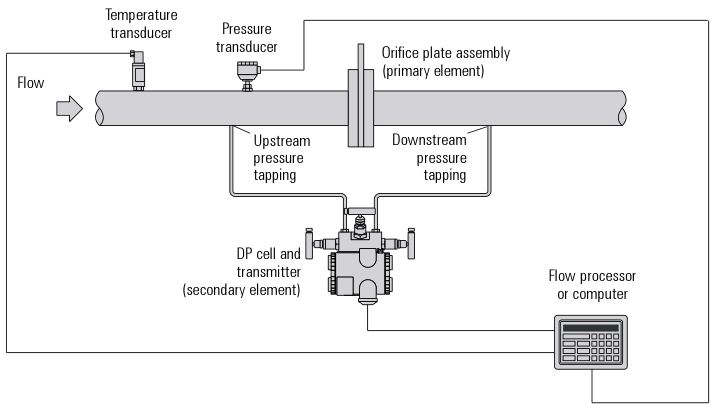 Temperature
transducer
Pressure
transducer
Orifice plate assembly
(primary element)
Flow
Upstream
pressure
tapping
Downstream
pressure
tapping
DP cell and
transmitter
(secondary element)
Flow processor
or computer